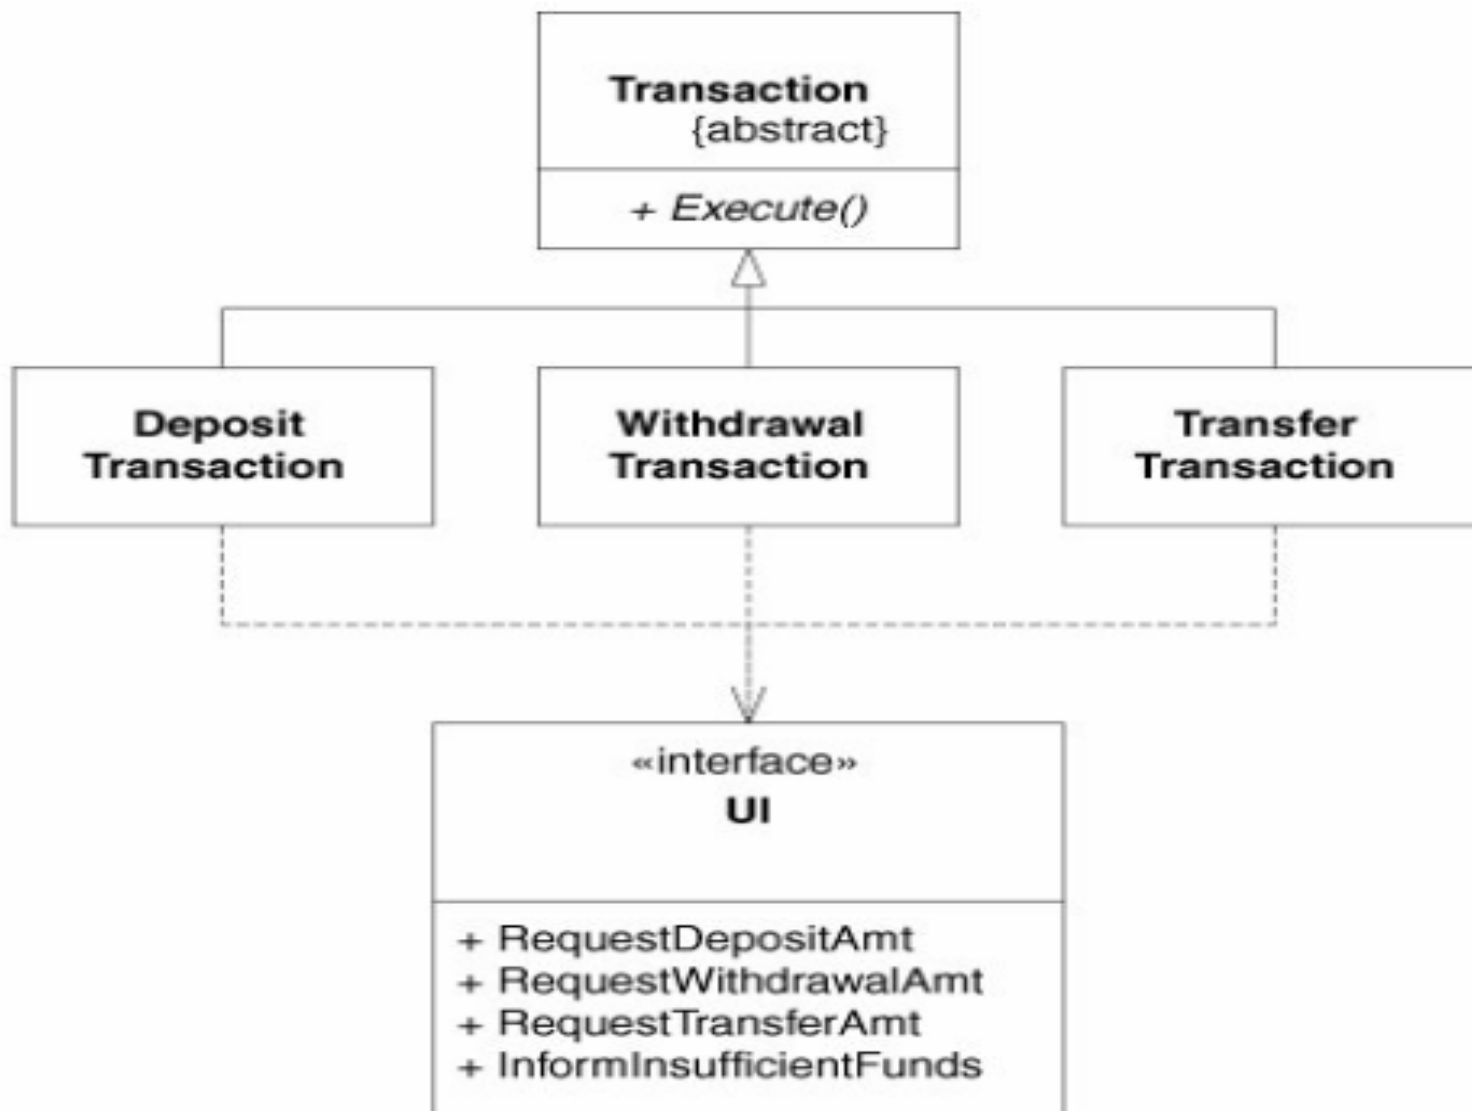 Transaction
{abstract}
+ Execute()
Deposit
Transaction
Withdrawal
Transaction
Transfer
Transaction
«interface»
UI
+ RequestDepositAmt
+ RequestWithdrawalAmt
+ RequestTransferAmt
+ InformInsufficientFunds